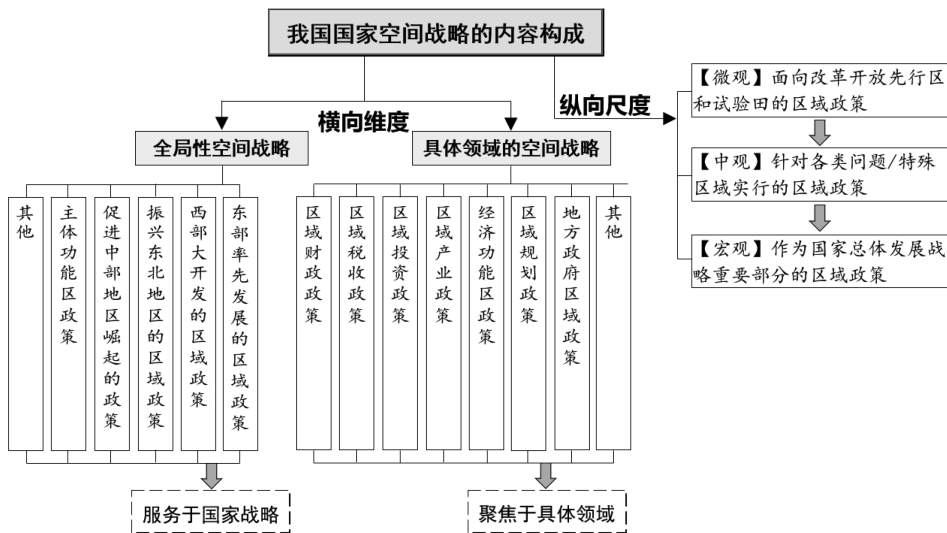 我国国家空间战略的内容构成
横向维度
纵向尺度
全局性空间战略
具体领域的空间战略
其他
主体功能区政策
促进中部地区崛起的政策
振兴东北地区的区域政策
西部大开发的区域政策
东部率先发展的区域政策
服务于国家战略
区域财政政策
区域税收政策
区域投资政策
区域产业政策
经济功能区政策
区域规划政策
地方政府区域政策
其他
聚焦于具体领域
【微观】面向改革开放先行区
和试验田的区域政策
【中观】针对各类问题/特殊
区域实行的区域政策
【宏观】作为国家总体发展战
略重要部分的区域政策